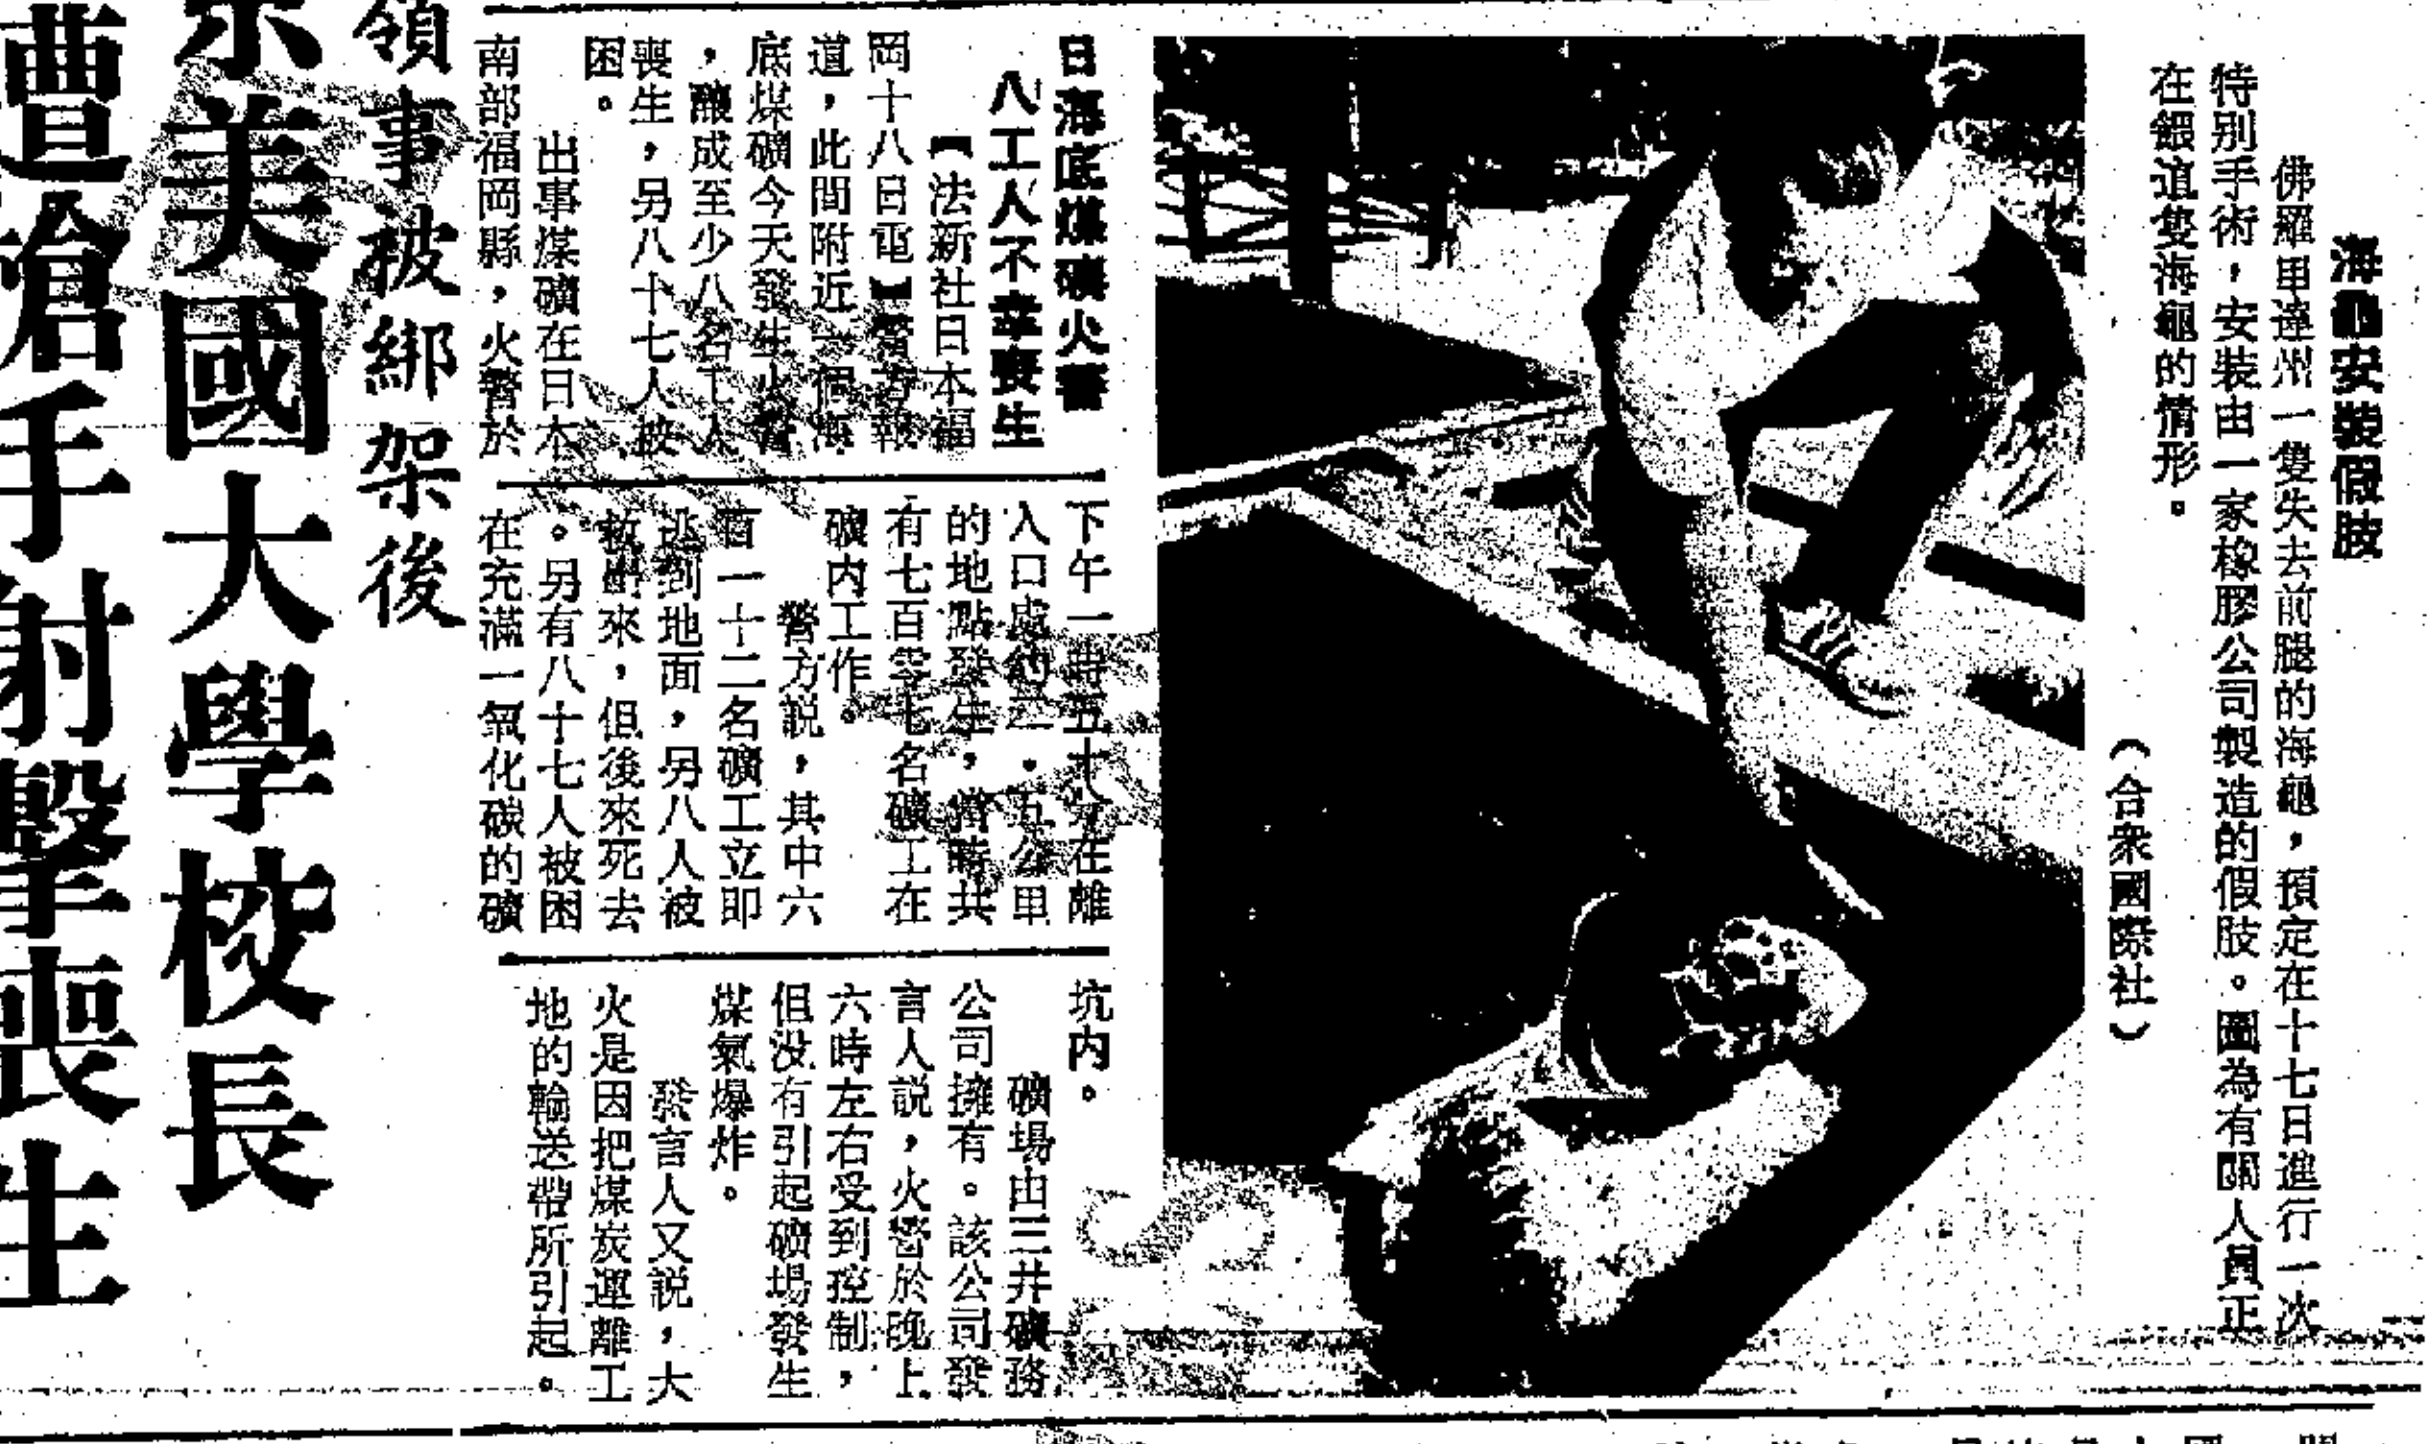 海龜安裝假肢
佛羅里達州一隻失去前腿的海龜，預定在十七日進行一次
特别手術，安裝由一家橡膠公司製造的假肢。圖為有關人員正
在餵這隻海龜的情形。
（合衆國際社）
日海底煤礦火警
八工人不幸喪生
【法新社日本福
岡十八日電】警方報
道，此間附近一個海
底煤礦今天發生火警
，釀成至少八名工人
喪生，另八十七人被
困。
出事煤礦在日本
南部福岡縣，火警於
下午一時五十分在離
入口處約二·五公里
的地點發生，當時共
有七百零七名礦工在
礦内工作。
警方説，其中六
百一十二名礦工立即
逃到地面，另八人被
救出來，但後來死去
。另有八十七人被困
在充滿一氧化碳的礦
坑内。
礦場由三井礦務
公司擁有。該公司發
言人説，火警於晚上
六時左右受到控制，
但没有引起礦場發生
煤氣爆炸。
發言人又説，大
火是因把煤炭運離工
地的輸送帶所引起。
領事被綁架後
美國大學校長
遭槍手射擊喪生